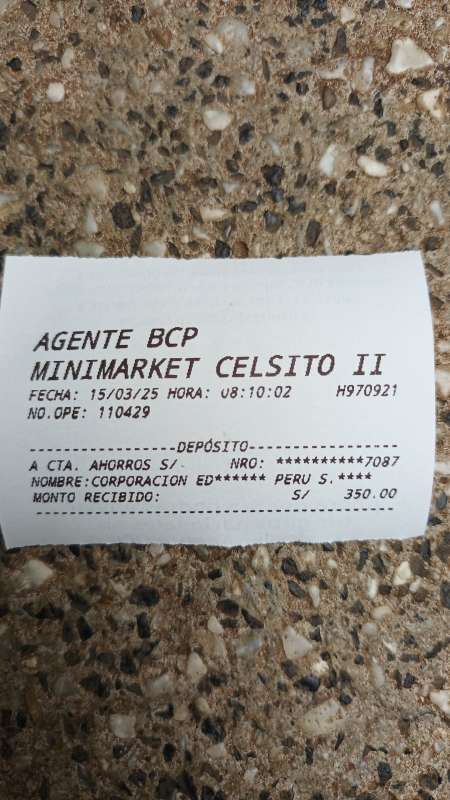 AGENTE BCP
MINIMARKET CELSITO II
FECHA: 15/03/25 HORA: 08:10:02 H970921
NO.OPE: 110429
--------------------DEPÓSITO--------------------
A CTA. AHORROS S/. NRO: **********7087
NOMBRE:CORPORACION ED****** PERU S.****
MONTO RECIBIDO: S/ 350.00
------------------------------------------------